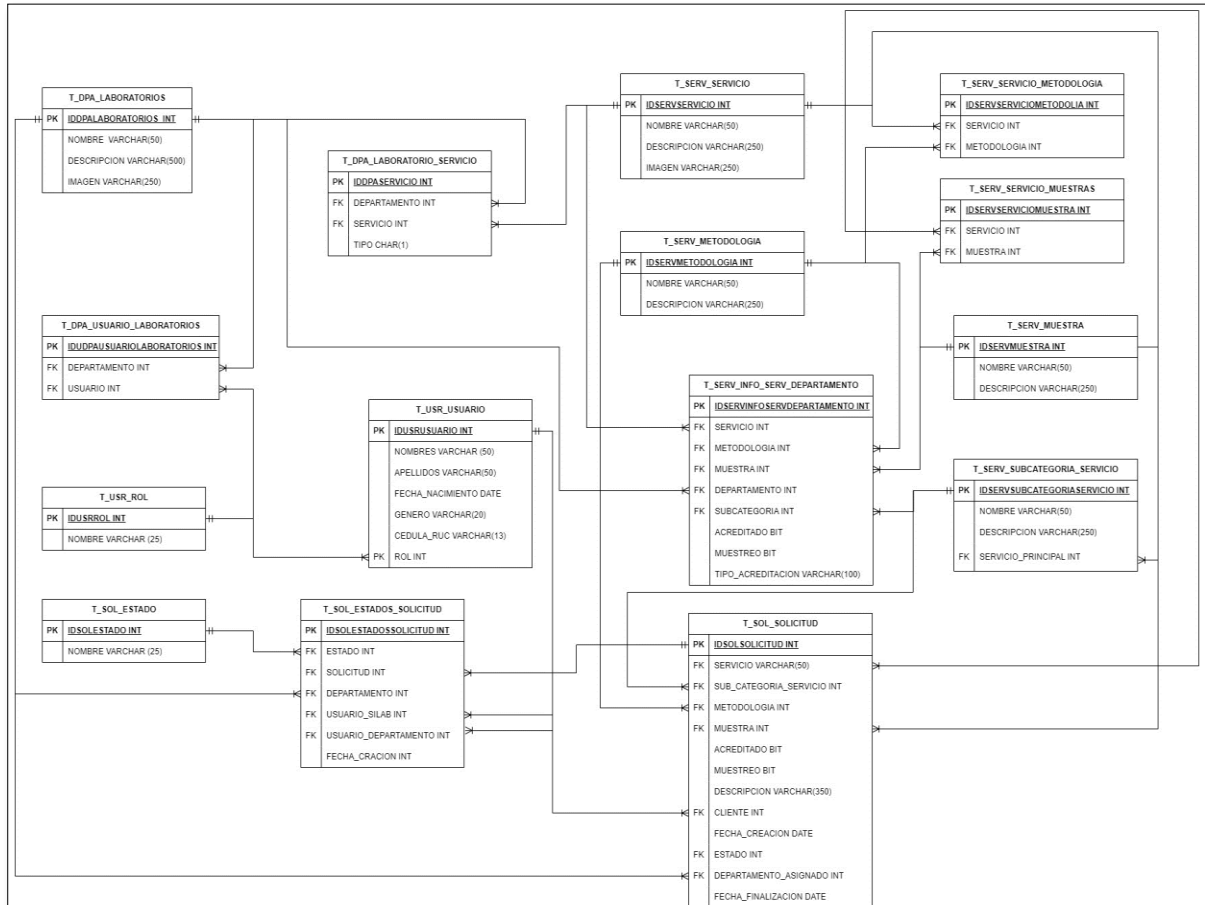 T_DPA_LABORATORIOS
PK IDDPALABORATORIOS INT
NOMBRE VARCHAR(50)
DESCRIPCION VARCHAR(500)
IMAGEN VARCHAR(250)
T_DPA_LABORATORIO_SERVICIO
PK IDDPASERVICIO INT
FK DEPARTAMENTO INT
FK SERVICIO INT
TIPO CHAR(1)
T_SERV_SERVICIO
PK IDSERVSERVICIO INT
NOMBRE VARCHAR(50)
DESCRIPCION VARCHAR(250)
IMAGEN VARCHAR(250)
T_SERV_SERVICIO_METODOLOGIA
PK IDSERVSERVICIOMETODOLIA INT
FK SERVICIO INT
FK METODOLOGIA INT
T_SERV_SERVICIO_MUESTRAS
PK IDSERVSERVICIOMUESTRA INT
FK SERVICIO INT
FK MUESTRA INT
T_SERV_METODOLOGIA
PK IDSERVMETODOLOGIA INT
NOMBRE VARCHAR(50)
DESCRIPCION VARCHAR(250)
T_DPA_USUARIO_LABORATORIOS
PK IDUDPAUSUARIOLABORATORIOS INT
FK DEPARTAMENTO INT
FK USUARIO INT
T_SERV_MUESTRA
PK IDSERVMUESTRA INT
NOMBRE VARCHAR(50)
DESCRIPCION VARCHAR(250)
T_SERV_INFO_SERV_DEPARTAMENTO
PK IDSERVINFOSERVDEPARTAMENTO INT
FK SERVICIO INT
FK METODOLOGIA INT
FK MUESTRA INT
FK DEPARTAMENTO INT
FK SUBCATEGORIA INT
ACREDITADO BIT
MUESTREO BIT
TIPO_ACREDITACION VARCHAR(100)
T_USR_USUARIO
PK IDUSRUSUARIO INT
NOMBRES VARCHAR (50)
APELLIDOS VARCHAR(50)
FECHA_NACIMIENTO DATE
GENERO VARCHAR(20)
CEDULA_RUC VARCHAR(13)
PK ROL INT
T_SERV_SUBCATEGORIA_SERVICIO
PK IDSERVSUBCATEGORIASERVICIO INT
NOMBRE VARCHAR(50)
DESCRIPCION VARCHAR(250)
FK SERVICIO_PRINCIPAL INT
T_USR_ROL
PK IDUSRROL INT
NOMBRE VARCHAR (25)
T_SOL_ESTADO
PK IDSOLESTADO INT
NOMBRE VARCHAR (25)
T_SOL_ESTADOS_SOLICITUD
PK IDSOLESTADOSSOLICITUD INT
FK ESTADO INT
FK SOLICITUD INT
FK DEPARTAMENTO INT
FK USUARIO_SILAB INT
FK USUARIO_DEPARTAMENTO INT
FECHA_CRACION INT
T_SOL_SOLICITUD
PK IDSOLSOLICITUD INT
FK SERVICIO VARCHAR(50)
FK SUB_CATEGORIA_SERVICIO INT
FK METODOLOGIA INT
FK MUESTRA INT
ACREDITADO BIT
MUESTREO BIT
DESCRIPCION VARCHAR(350)
FK CLIENTE INT
FECHA_CREACION DATE
FK ESTADO INT
FK DEPARTAMENTO_ASIGNADO INT
FECHA_FINALIZACION DATE